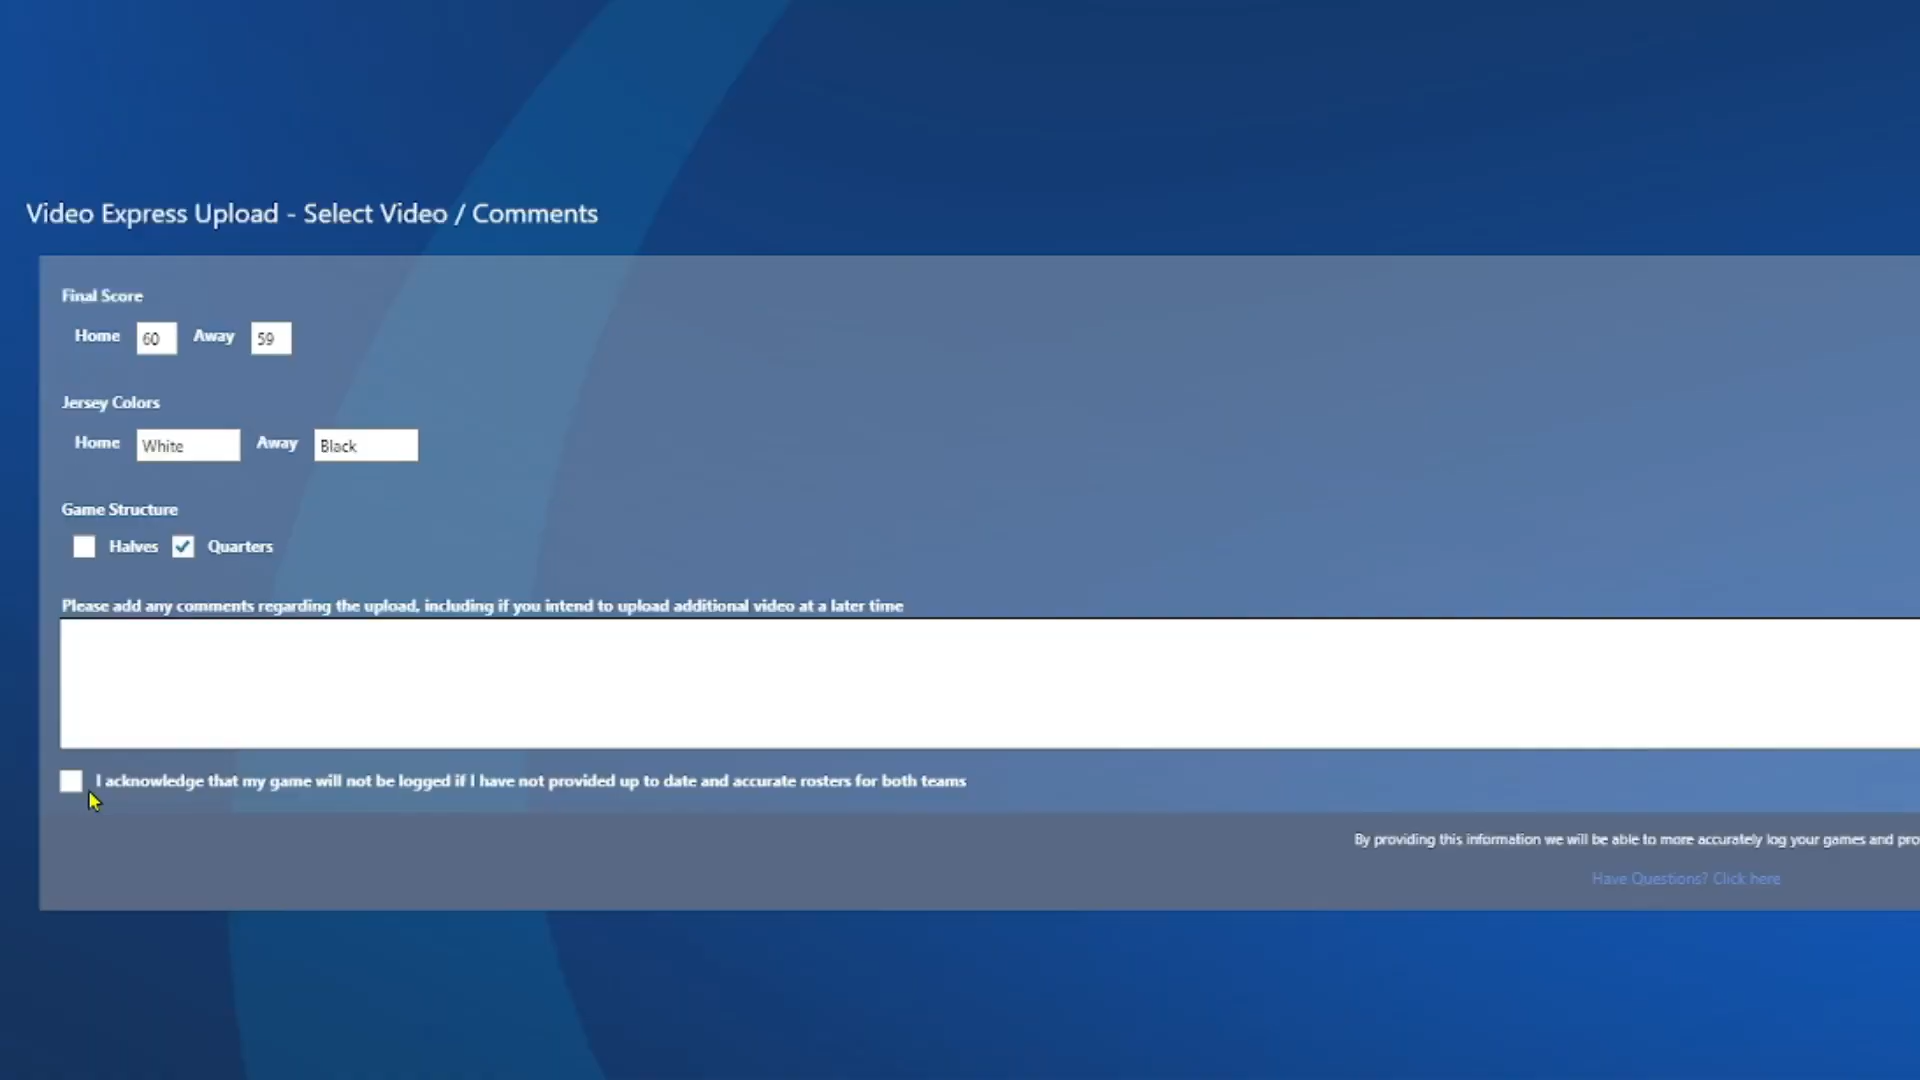 Video Express Upload - Select Video / Comments
Final Score
Home 60 Away 59
Jersey Colors
Home White Away Black
Game Structure
Halves Quarters
Please add any comments regarding the upload, including if you intend to upload additional video at a later time
I acknowledge that my game will not be logged if I have not provided up to date and accurate rosters for both teams
By providing this information we will be able to more accurately log your games and pro
Have Questions? Click here